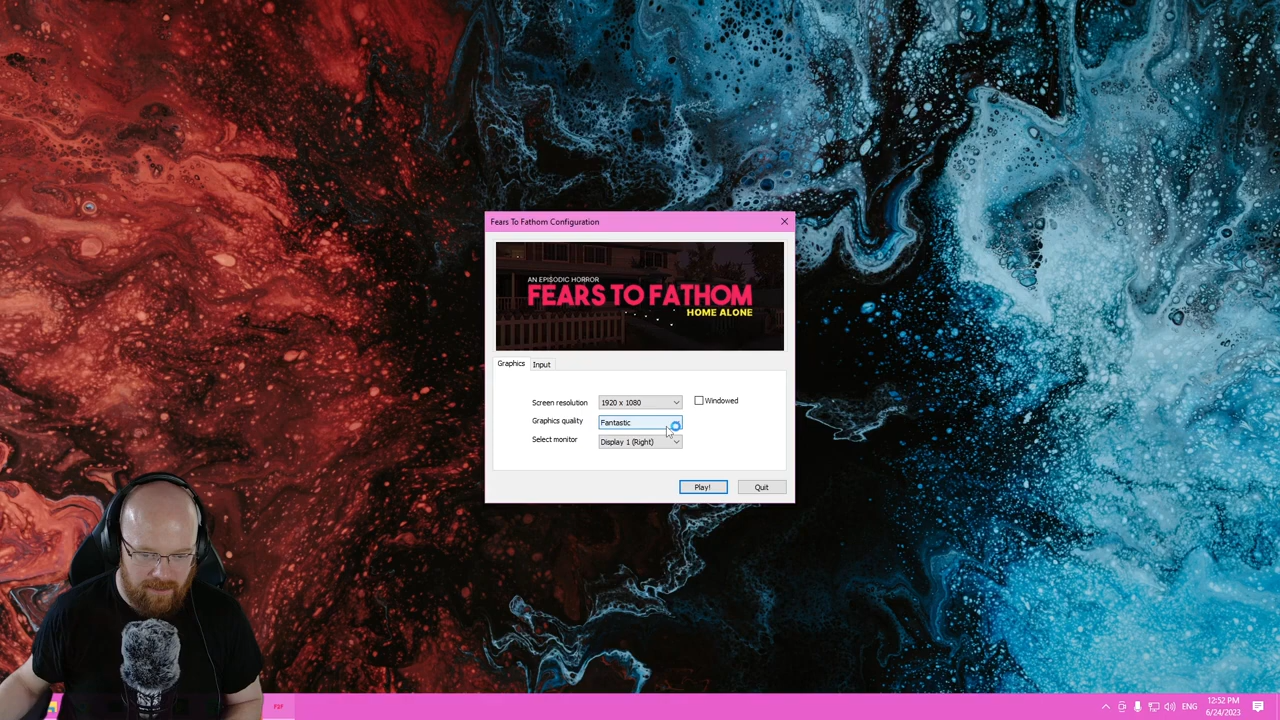 Fears To Fathom Configuration
AN EPISODIC HORROR
FEARS TO FATHOM
HOME ALONE
Graphics
Input
Screen resolution
1920 x 1080
Windowed
Graphics quality
Fantastic
Select monitor
Display 1 (Right)
Play!
Quit
F2F
ENG
12:52 PM
6/24/2023